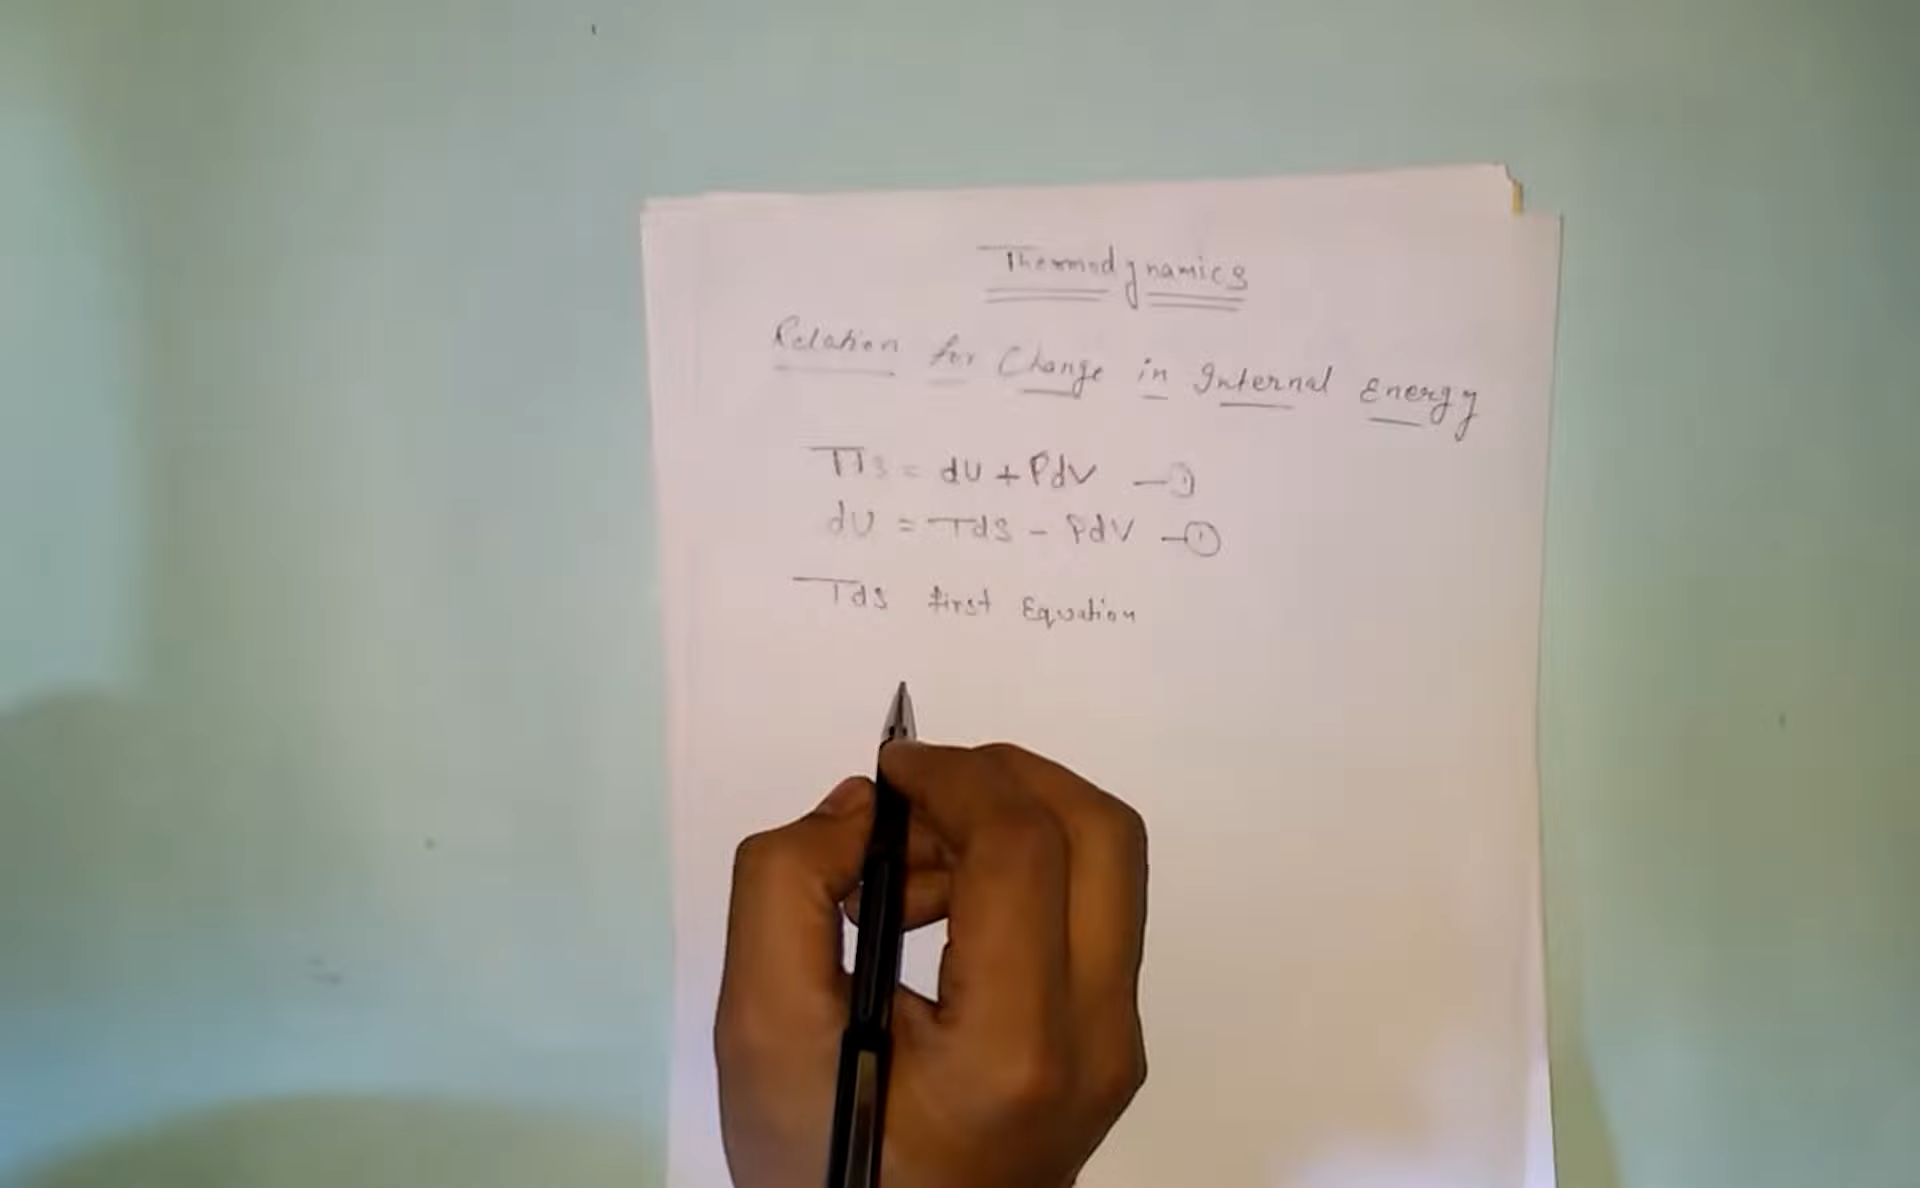 Thermodynamics
Relation for Change in Internal Energy
TdS = dU + PdV —①
dU = TdS - PdV —①
Tds first Equation